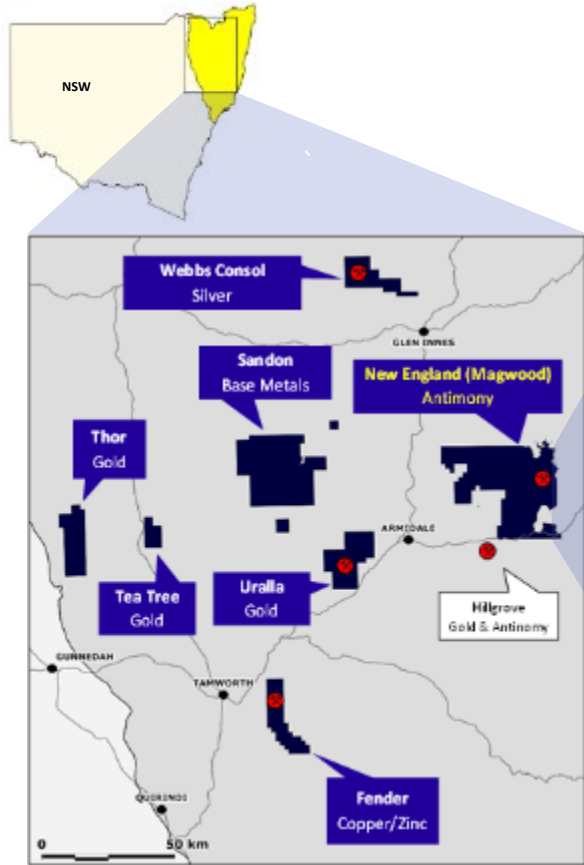 NSW
Webbs Consol
Silver
GLEN INNES
Sandon
Base Metals
New England (Magwood)
Antimony
Thor
Gold
ARMIDALE
Tea Tree
Gold
Uralla
Gold
Hillgrove
Gold & Antinomy
GUNNEDAH
TAMWORTH
QUIRINDI
Fender
Copper/Zinc
0 50 km